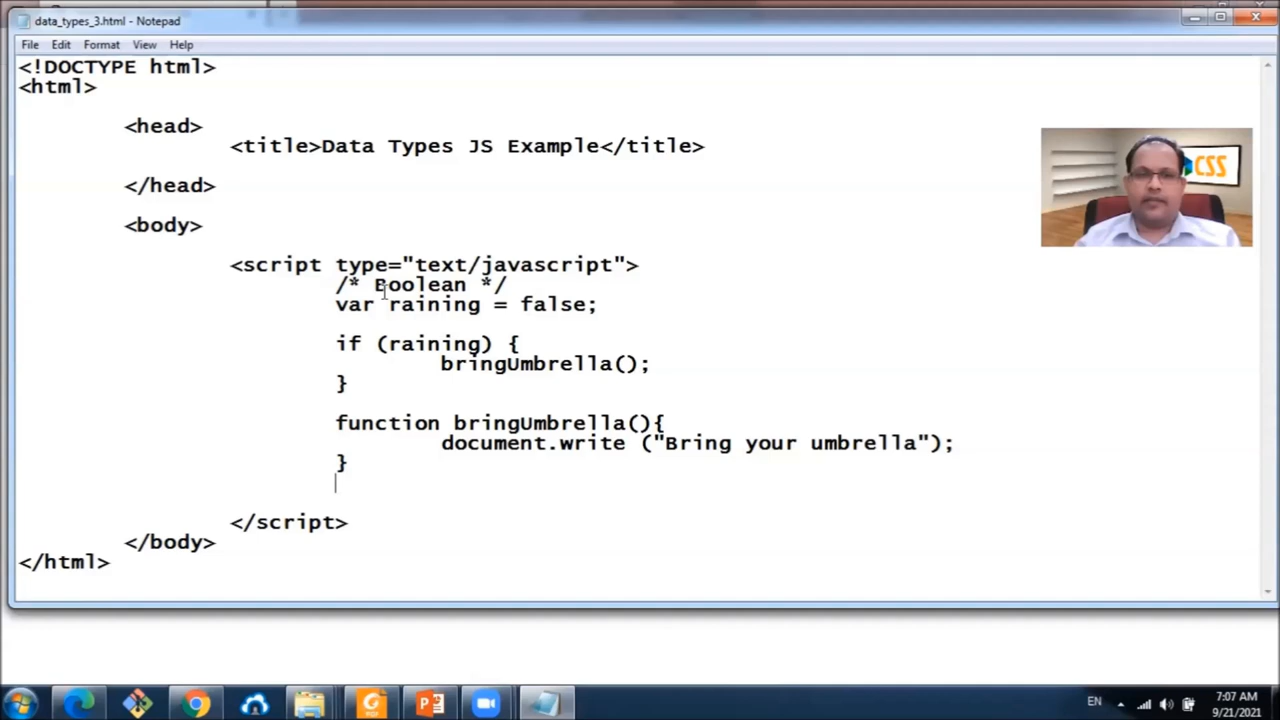 data_types_3.html - Notepad
File Edit Format View Help
<!DOCTYPE html>
<html>
<head>
<title>Data Types JS Example</title>
</head>
<body>
<script type="text/javascript">
/* Boolean */
var raining = false;
if (raining) {
bringUmbrella();
}
function bringUmbrella(){
document.write ("Bring your umbrella");
}
</script>
</body>
</html>
CSS
PDF
EN
7:07 AM
9/21/2021